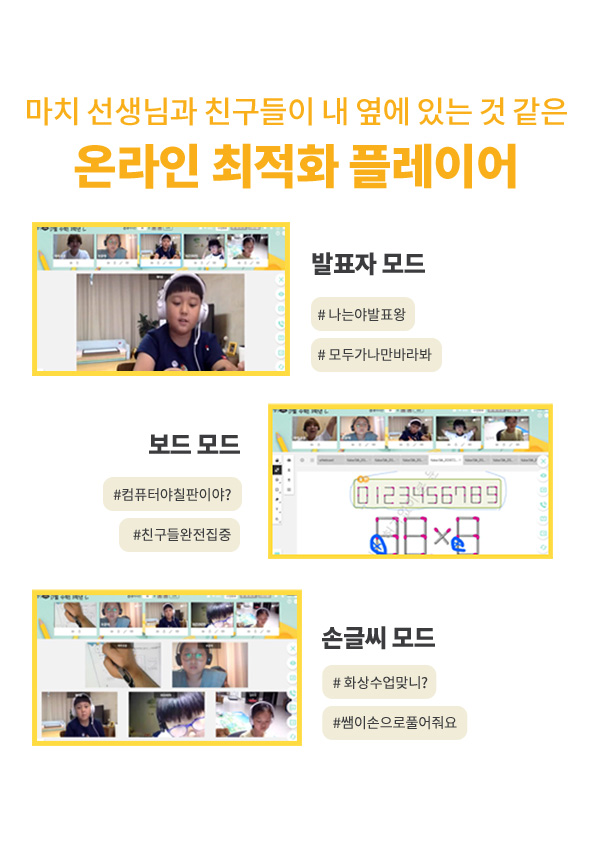 마치 선생님과 친구들이 내 옆에 있는 것 같은
온라인 최적화 플레이어
발표자 모드
# 나는야발표왕
# 모두가나만바라봐
보드 모드
#컴퓨터야칠판이야?
#친구들완전집중
0123456789
손글씨 모드
# 화상수업맞니?
#쌤이손으로풀어줘요